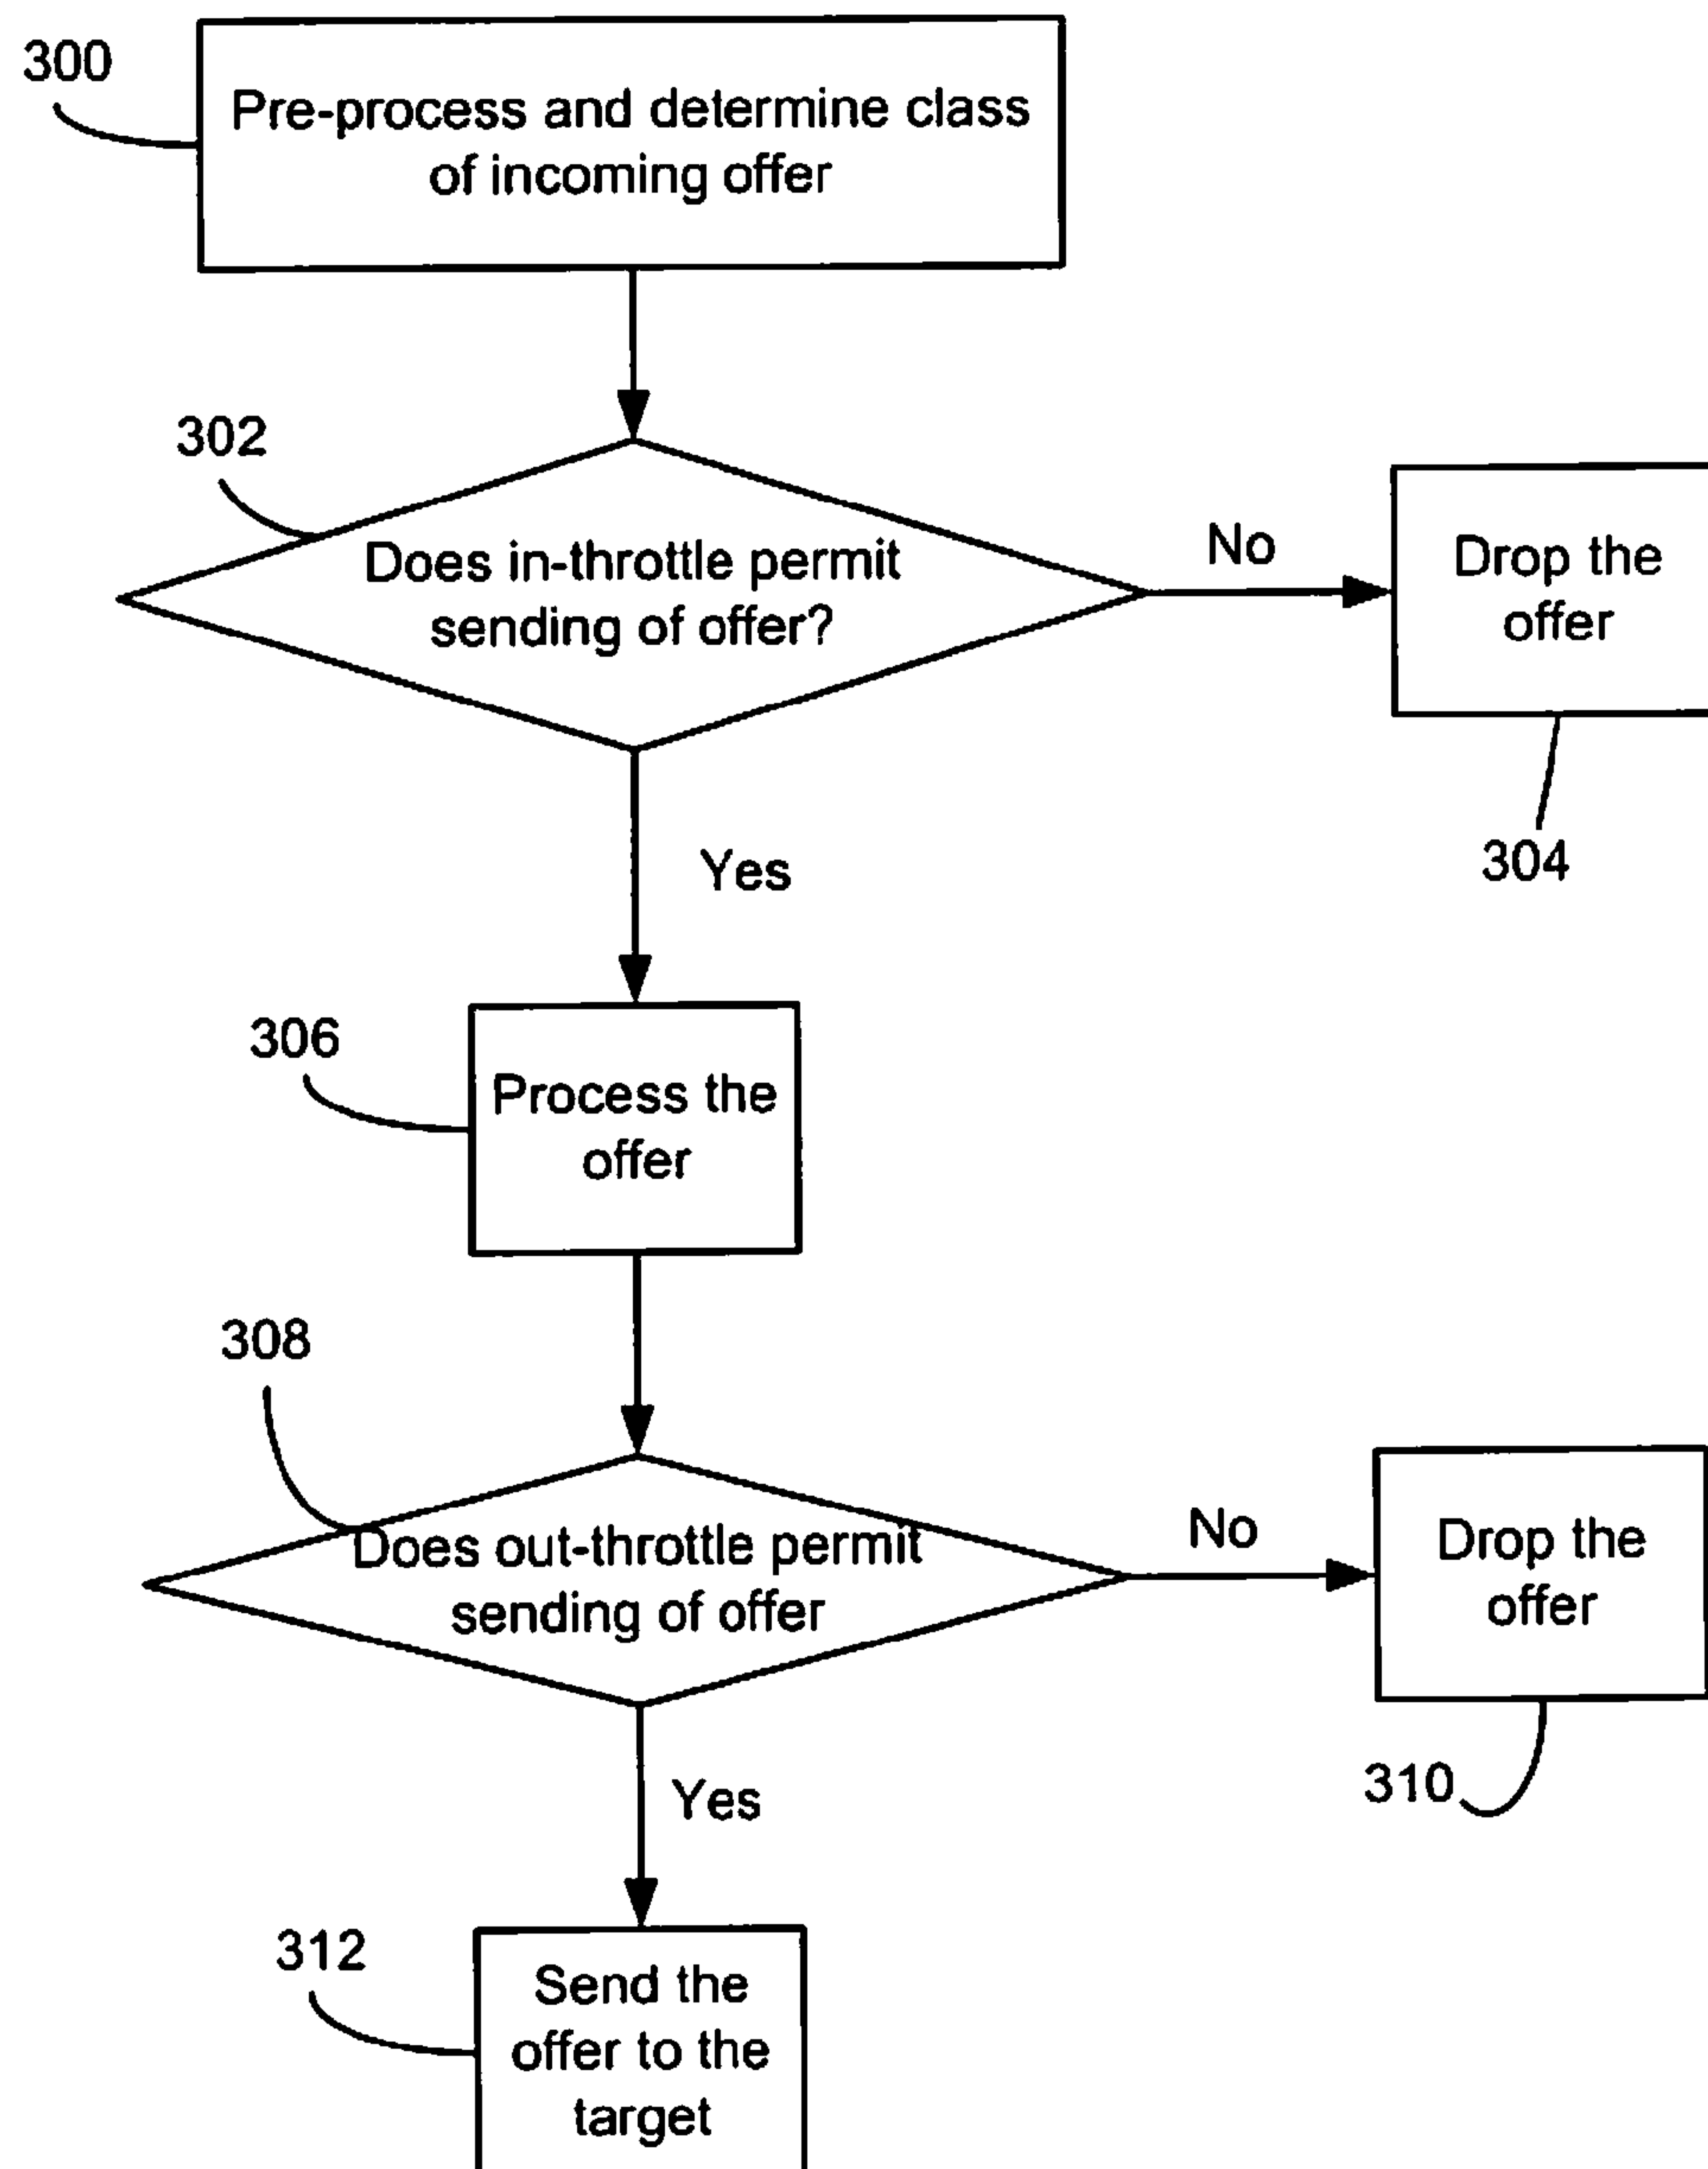 300
Pre-process and determine class
of incoming offer
302
Does in-throttle permit
sending of offer?
No
Drop the
offer
304
Yes
306
Process the
offer
308
Does out-throttle permit
sending of offer
No
Drop the
offer
310
Yes
312
Send the
offer to the
target